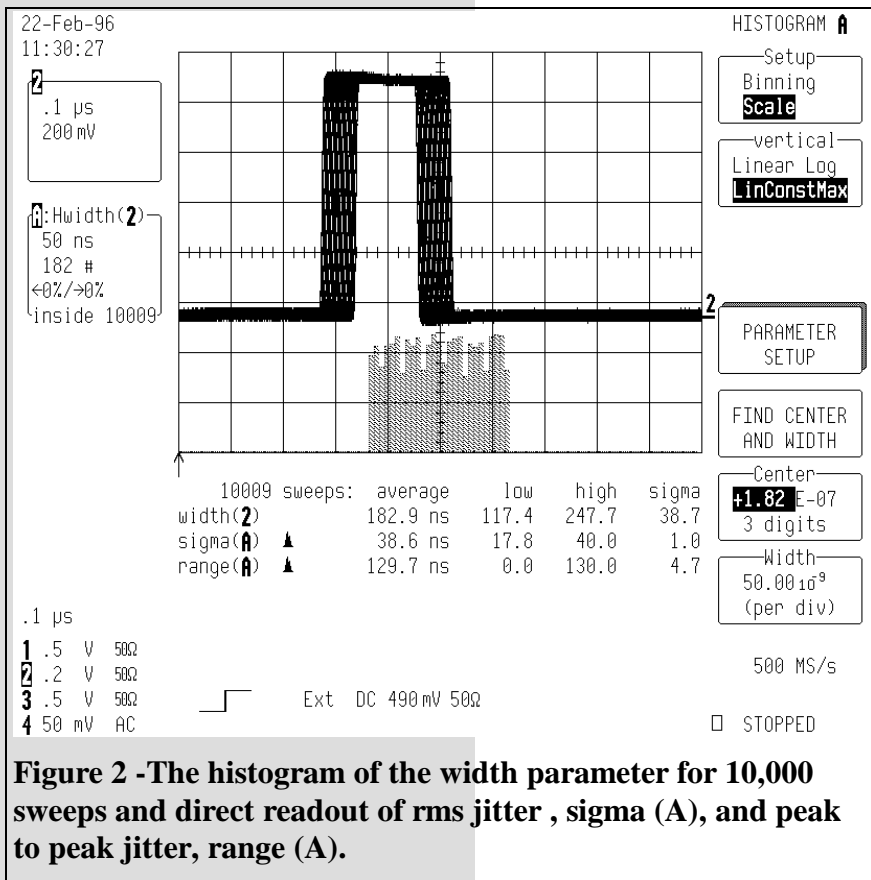 22-Feb-96
11:30:27
2
.1 µs
200 mV
A:Hwidth(2)
50 ns
182 #
←0%/→0%
inside 10009
HISTOGRAM A
Setup
Binning
Scale
vertical
Linear Log
LinConstMax
2
PARAMETER
SETUP
FIND CENTER
AND WIDTH
Center
+1.82 E-07
3 digits
Width
50.00 10⁻⁹
(per div)
10009 sweeps: average low high sigma
width(2) 182.9 ns 117.4 247.7 38.7
sigma(A) 38.6 ns 17.8 40.0 1.0
range(A) 129.7 ns 0.0 130.0 4.7
.1 µs
1 .5 V 50Ω
2 .2 V 50Ω
3 .5 V 50Ω
4 50 mV AC
Ext DC 490 mV 50Ω
500 MS/s
STOPPED
Figure 2 -The histogram of the width parameter for 10,000
sweeps and direct readout of rms jitter , sigma (A), and peak
to peak jitter, range (A).